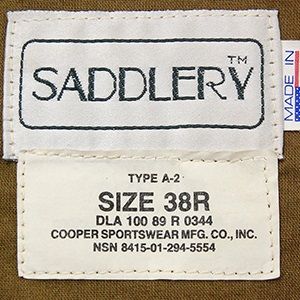 SADDLERY™
MADE IN
TYPE A-2
SIZE 38R
DLA 100 89 R 0344
COOPER SPORTSWEAR MFG. CO., INC.
NSN 8415-01-294-5554